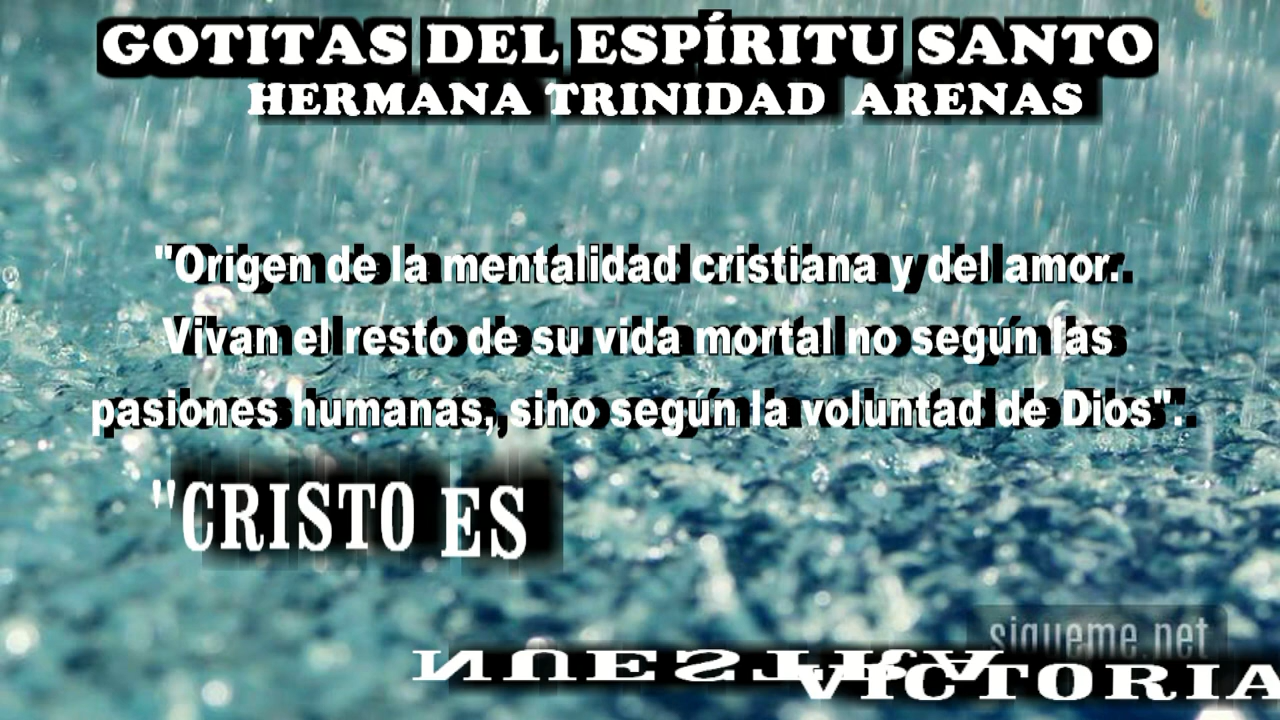 GOTITAS DEL ESPÍRITU SANTO
HERMANA TRINIDAD ARENAS
"Origen de la mentalidad cristiana y del amor.
Vivan el resto de su vida mortal no según las
pasiones humanas, sino según la voluntad de Dios".
"CRISTO ES
sigueme.net
NUESTRA
VICTORIA